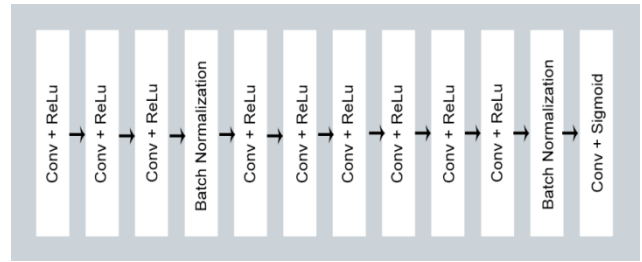 Conv + ReLu
Conv + ReLu
Conv + ReLu
Batch Normalization
Conv + ReLu
Conv + ReLu
Conv + ReLu
Conv + ReLu
Conv + ReLu
Conv + ReLu
Batch Normalization
Conv + Sigmoid